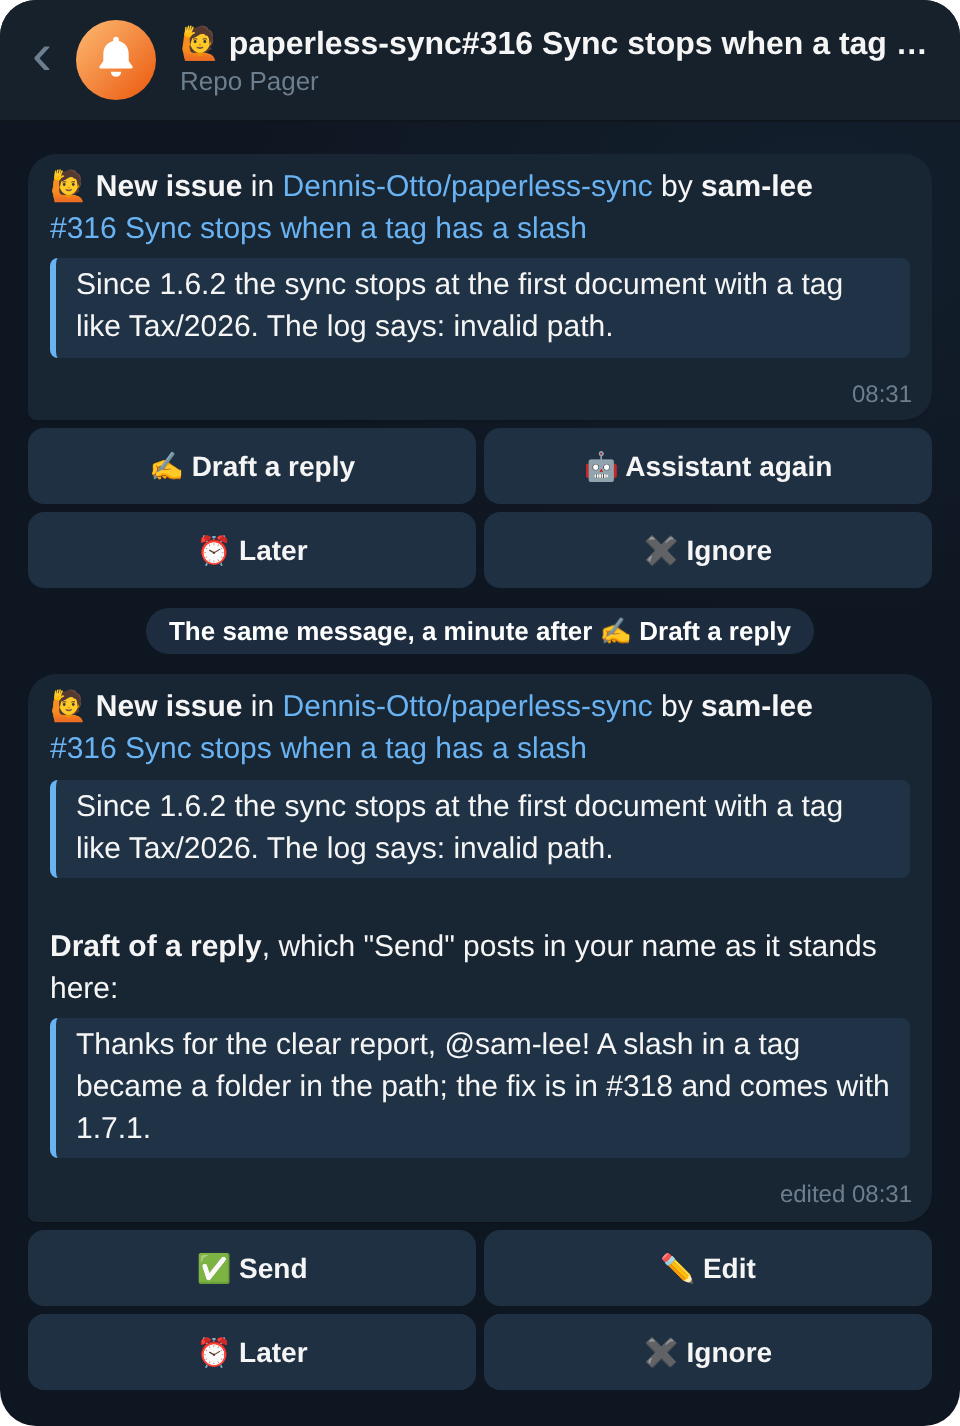 🙋 paperless-sync#316 Sync stops when a tag ...
Repo Pager
🙋 New issue in Dennis-Otto/paperless-sync by sam-lee
#316 Sync stops when a tag has a slash
Since 1.6.2 the sync stops at the first document with a tag
like Tax/2026. The log says: invalid path.
08:31
✍️ Draft a reply
🤖 Assistant again
⏰ Later
✖️ Ignore
The same message, a minute after ✍️ Draft a reply
🙋 New issue in Dennis-Otto/paperless-sync by sam-lee
#316 Sync stops when a tag has a slash
Since 1.6.2 the sync stops at the first document with a tag
like Tax/2026. The log says: invalid path.
Draft of a reply, which "Send" posts in your name as it stands
here:
Thanks for the clear report, @sam-lee! A slash in a tag
became a folder in the path; the fix is in #318 and comes with
1.7.1.
edited 08:31
✅ Send
✏️ Edit
⏰ Later
✖️ Ignore